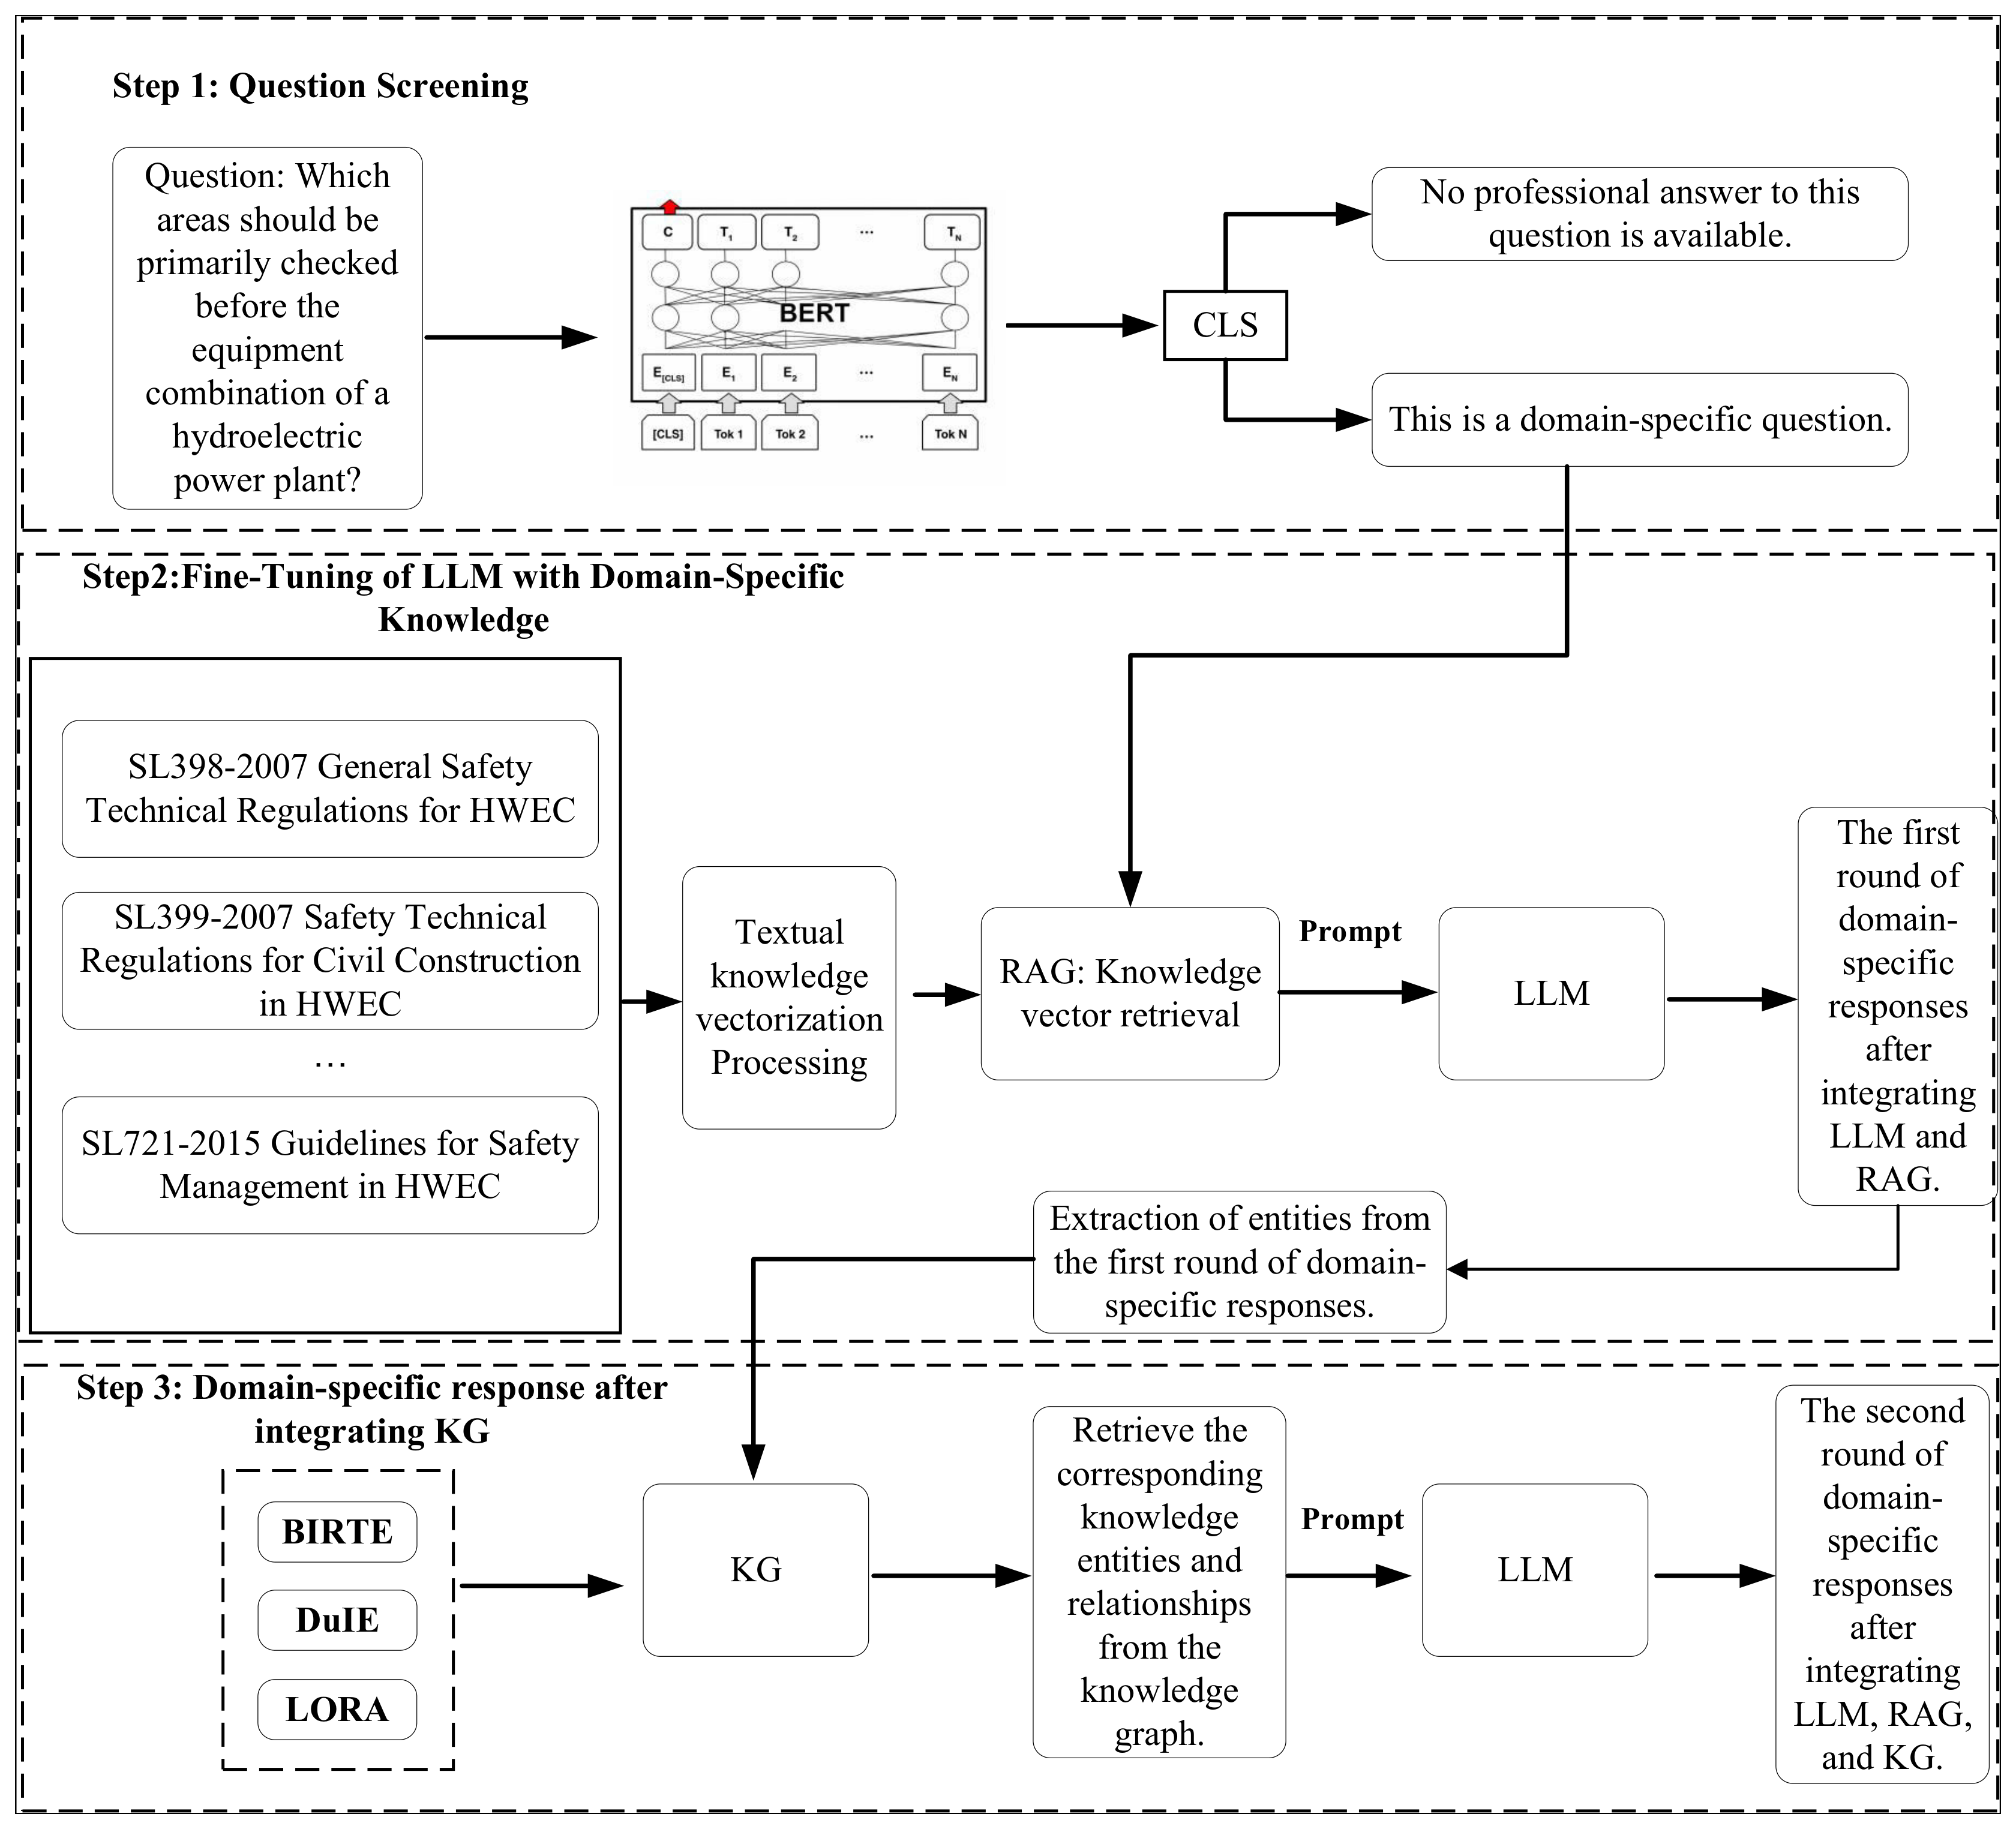 Step 1: Question Screening
Question: Which
areas should be
primarily checked
before the
equipment
combination of a
hydroelectric
power plant?
C
T1
T2
...
TN
BERT
E[CLS]
E1
E2
...
EN
[CLS]
Tok 1
Tok 2
...
Tok N
CLS
No professional answer to this
question is available.
This is a domain-specific question.
Step2:Fine-Tuning of LLM with Domain-Specific
Knowledge
SL398-2007 General Safety
Technical Regulations for HWEC
SL399-2007 Safety Technical
Regulations for Civil Construction
in HWEC
...
SL721-2015 Guidelines for Safety
Management in HWEC
Textual
knowledge
vectorization
Processing
RAG: Knowledge
vector retrieval
Prompt
LLM
The first
round of
domain-
specific
responses
after
integrating
LLM and
RAG.
Extraction of entities from
the first round of domain-
specific responses.
Step 3: Domain-specific response after
integrating KG
BIRTE
DuIE
LORA
KG
Retrieve the
corresponding
knowledge
entities and
relationships
from the
knowledge
graph.
Prompt
LLM
The second
round of
domain-
specific
responses
after
integrating
LLM, RAG,
and KG.